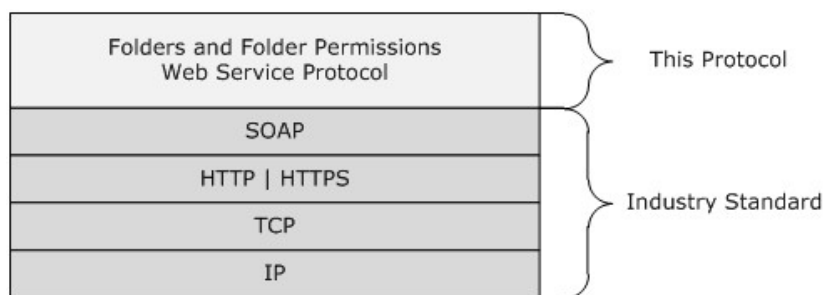 Folders and Folder Permissions
Web Service Protocol
This Protocol
SOAP
HTTP | HTTPS
TCP
IP
Industry Standard